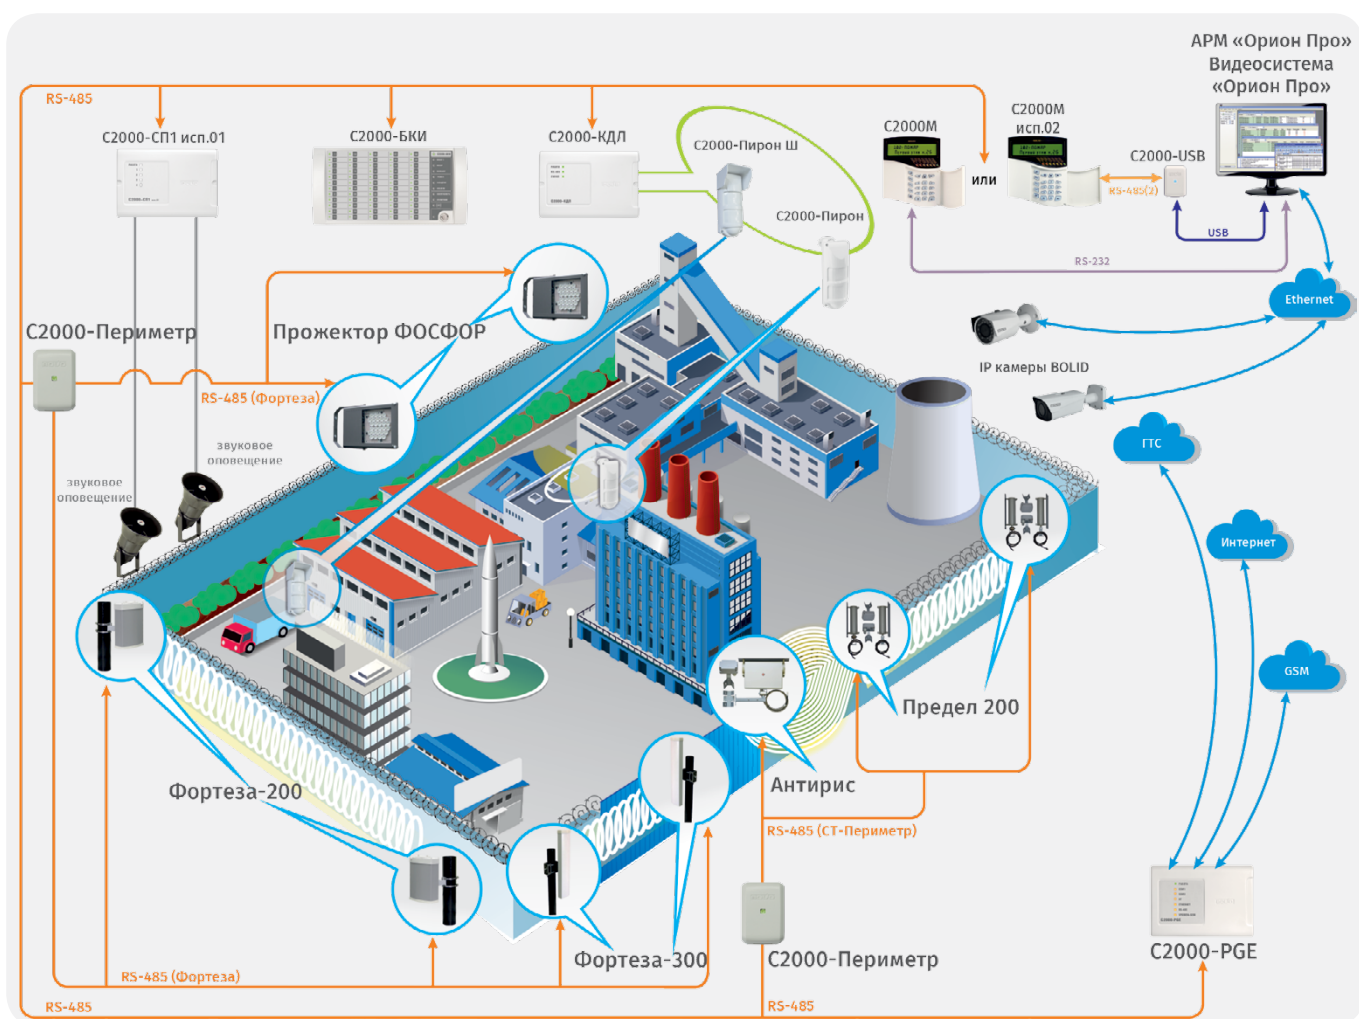 АРМ «Орион Про»
Видеосистема
«Орион Про»
RS-485
С2000-СП1 исп.01
С2000-БКИ
С2000-КДЛ
С2000-Пирон Ш
С2000-Пирон
С2000М
или
С2000М
исп.02
С2000-USB
RS-485(2)
USB
RS-232
Ethernet
С2000-Периметр
Прожектор ФОСФОР
RS-485 (Фортеза)
IP камеры BOLID
звуковое
оповещение
звуковое
оповещение
ГТС
Интернет
GSM
Предел 200
Антирис
Фортеза-200
RS-485 (СТ-Периметр)
Фортеза-300
С2000-Периметр
С2000-PGE
RS-485 (Фортеза)
RS-485
RS-485